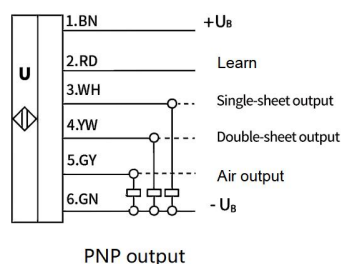 1.BN +UB
2.RD Learn
U
3.WH Single-sheet output
4.YW Double-sheet output
5.GY Air output
6.GN - UB
PNP output